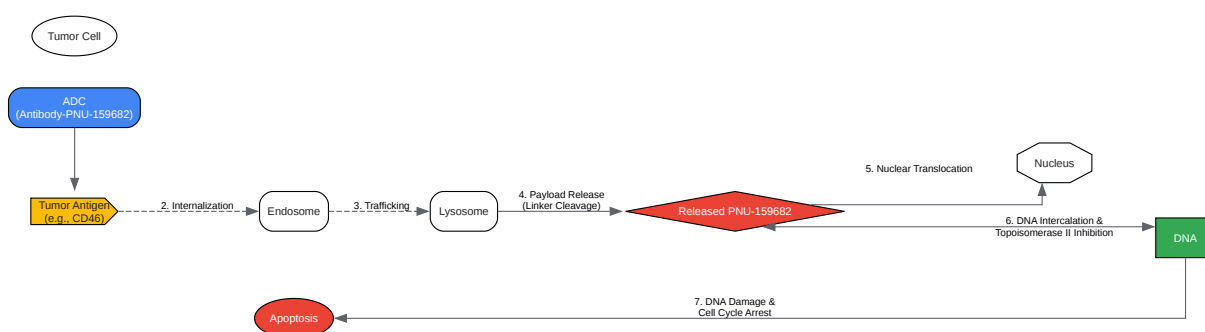 Tumor Cell
ADC
(Antibody-PNU-159682)
Tumor Antigen
(e.g., CD46)
2. Internalization
Endosome
3. Trafficking
Lysosome
4. Payload Release
(Linker Cleavage)
Released PNU-159682
5. Nuclear Translocation
Nucleus
6. DNA Intercalation &
Topoisomerase II Inhibition
DNA
7. DNA Damage &
Cell Cycle Arrest
Apoptosis